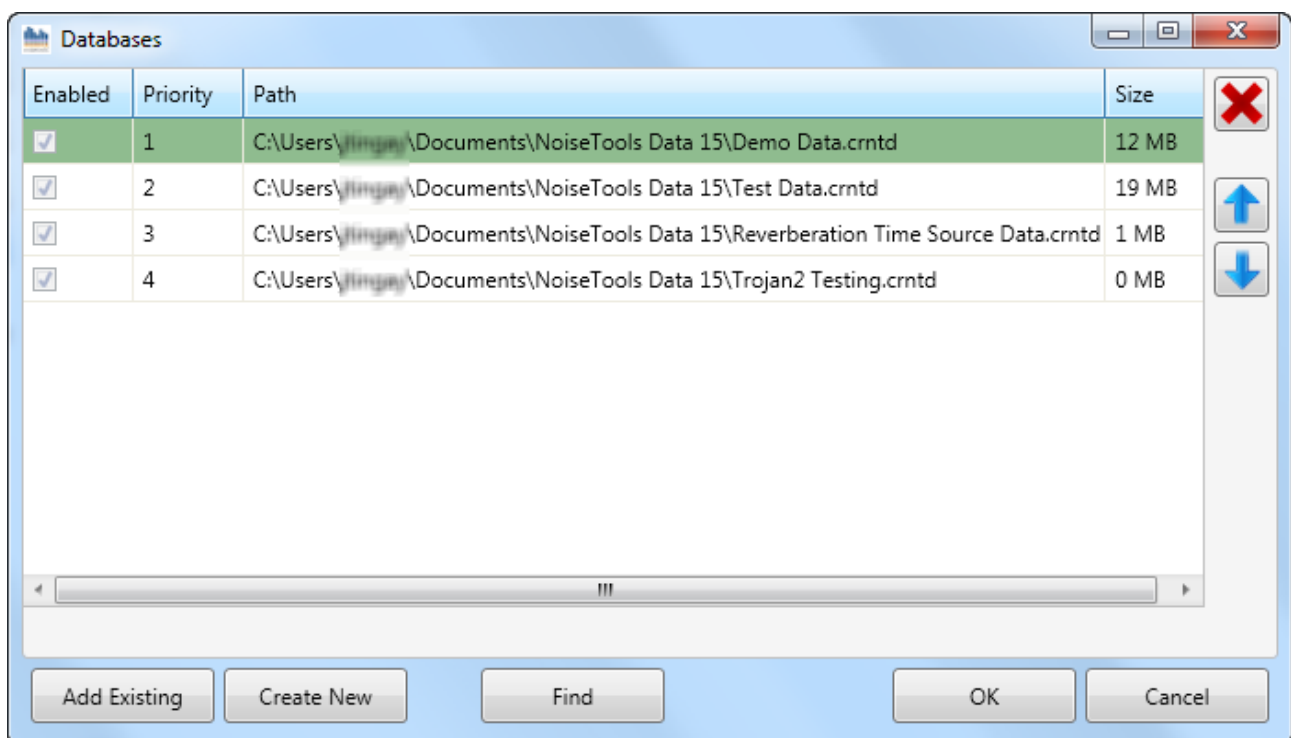 Databases
Enabled Priority Path Size
1 C:\Users\ \Documents\NoiseTools Data 15\Demo Data.crntd 12 MB
2 C:\Users\ \Documents\NoiseTools Data 15\Test Data.crntd 19 MB
3 C:\Users\ \Documents\NoiseTools Data 15\Reverberation Time Source Data.crntd 1 MB
4 C:\Users\ \Documents\NoiseTools Data 15\Trojan2 Testing.crntd 0 MB
Add Existing Create New Find OK Cancel